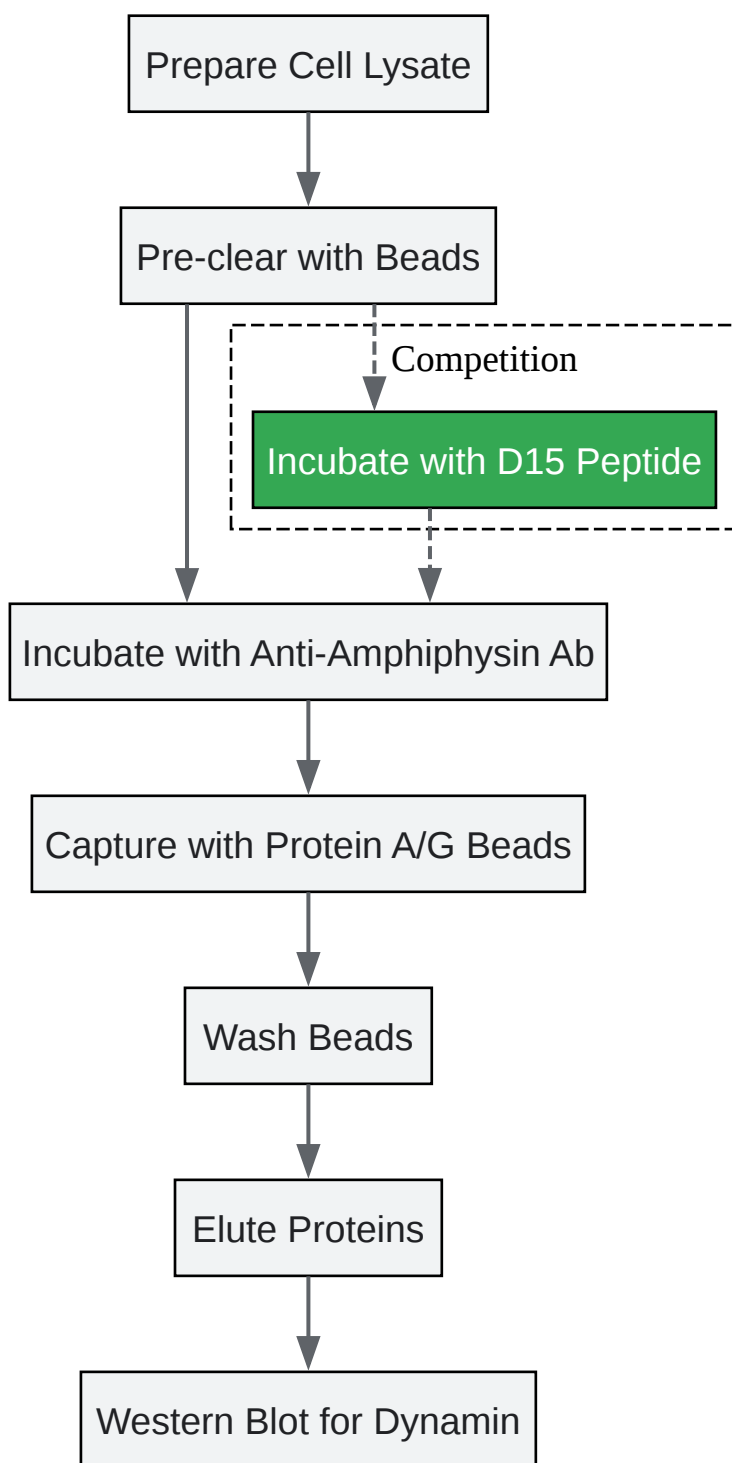 Prepare Cell Lysate
Pre-clear with Beads
Competition
Incubate with D15 Peptide
Incubate with Anti-Amphiphysin Ab
Capture with Protein A/G Beads
Wash Beads
Elute Proteins
Western Blot for Dynamin